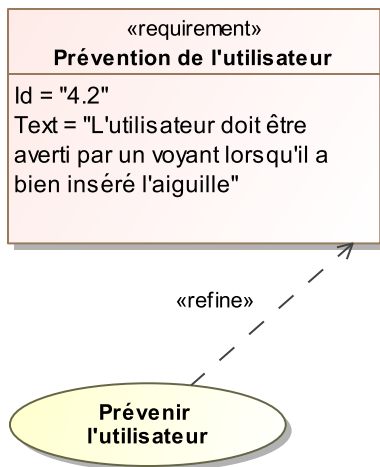 «requirement»
Prévention de l'utilisateur
Id = "4.2"
Text = "L'utilisateur doit être
averti par un voyant lorsqu'il a
bien inséré l'aiguille"
«refine»
Prévenir
l'utilisateur